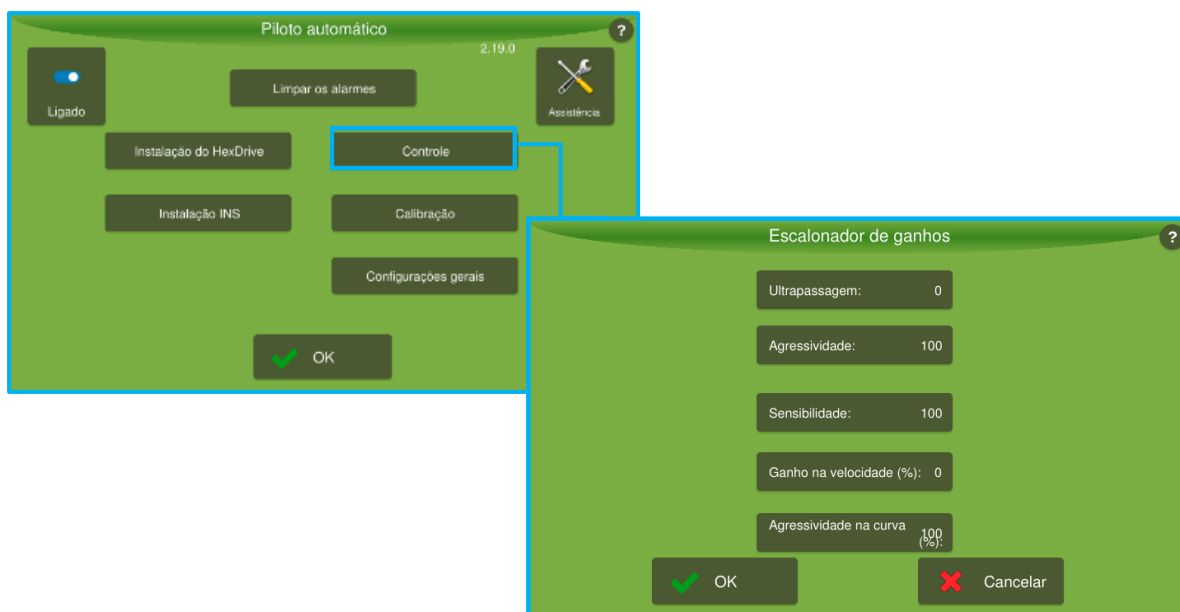 Piloto automático
?
2.19.0
Ligado
Limpar os alarmes
Assistência
Instalação do HexDrive
Controle
Instalação INS
Calibração
Configurações gerais
OK
Escalonador de ganhos
?
Ultrapassagem: 0
Agressividade: 100
Sensibilidade: 100
Ganho na velocidade (%): 0
Agressividade na curva 100
(%):
OK
Cancelar